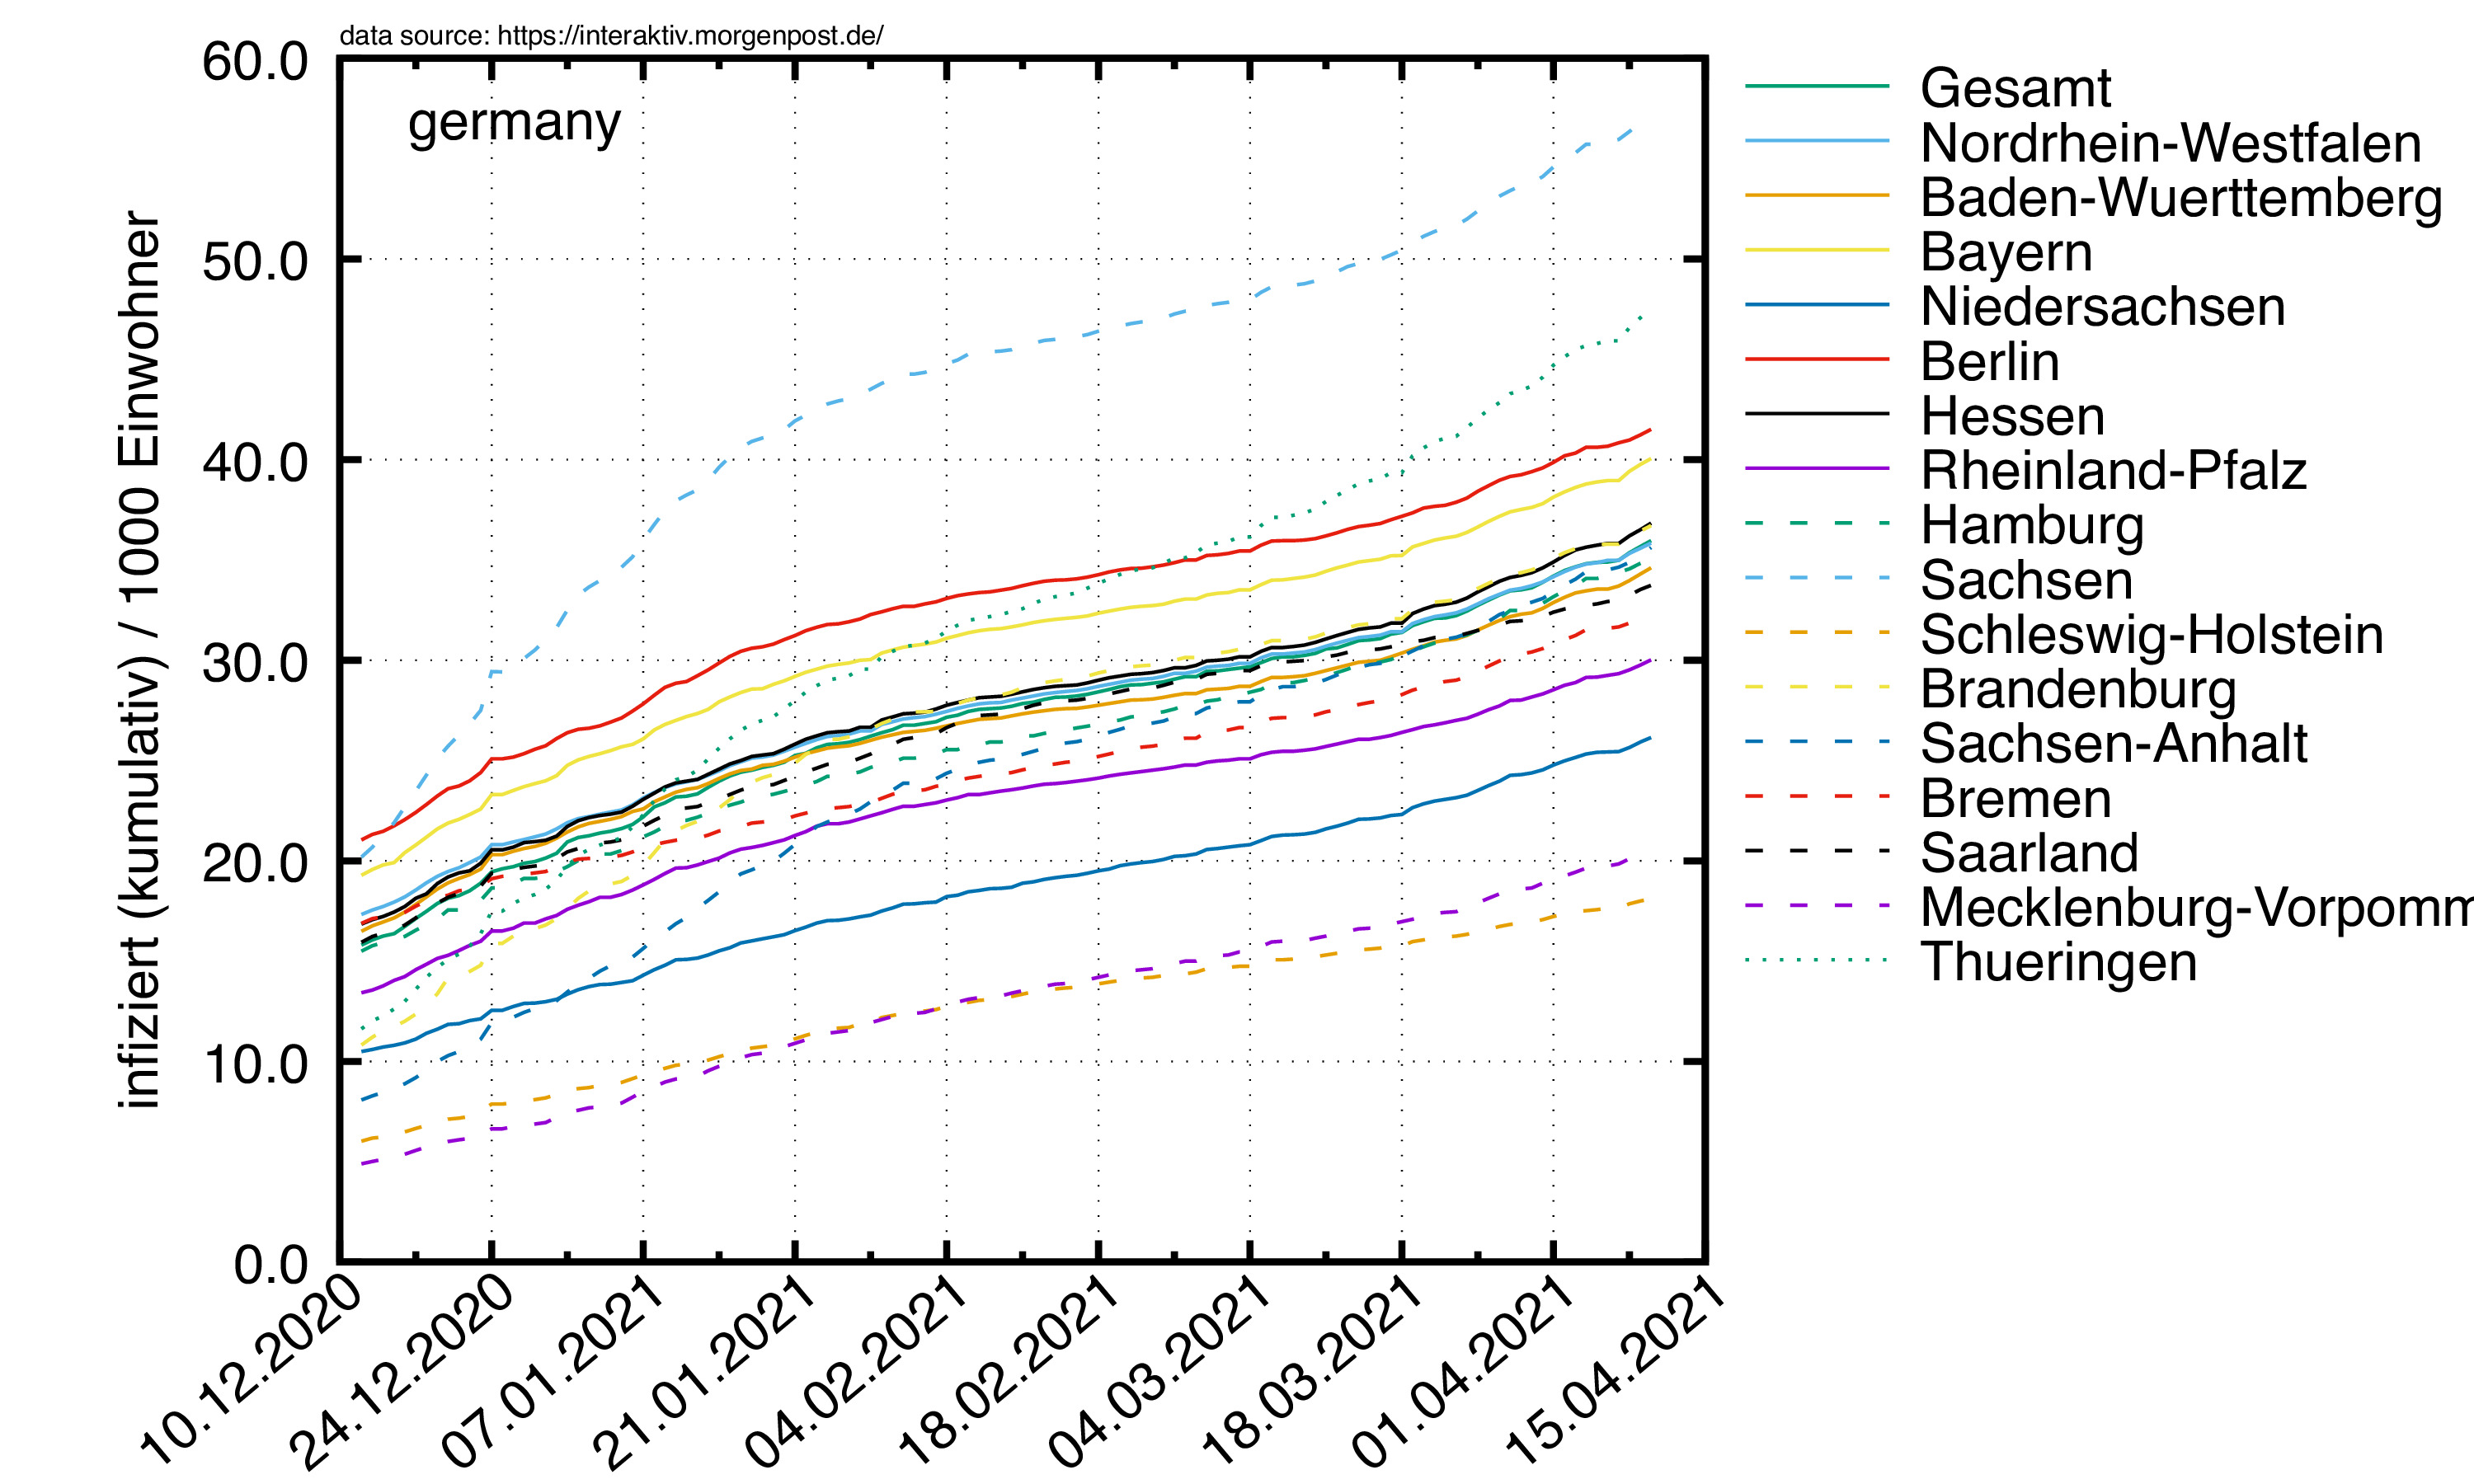 data source: https://interaktiv.morgenpost.de/
germany
infiziert (kumulativ) / 1000 Einwohner
60.0
50.0
40.0
30.0
20.0
10.0
0.0
10.12.2020
24.12.2020
07.01.2021
21.01.2021
04.02.2021
18.02.2021
04.03.2021
18.03.2021
01.04.2021
15.04.2021
Gesamt
Nordrhein-Westfalen
Baden-Wuerttemberg
Bayern
Niedersachsen
Berlin
Hessen
Rheinland-Pfalz
Hamburg
Sachsen
Schleswig-Holstein
Brandenburg
Sachsen-Anhalt
Bremen
Saarland
Mecklenburg-Vorpomm
Thueringen